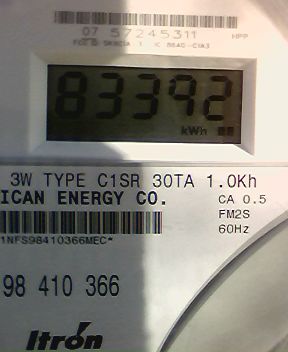 07 57245311 HPP
83392
kWh
3W TYPE C1SR 30TA 1.0Kh
ICAN ENERGY CO. CA 0.5
FM2S
60Hz
1NFS98410366MEC*
98 410 366
Itron